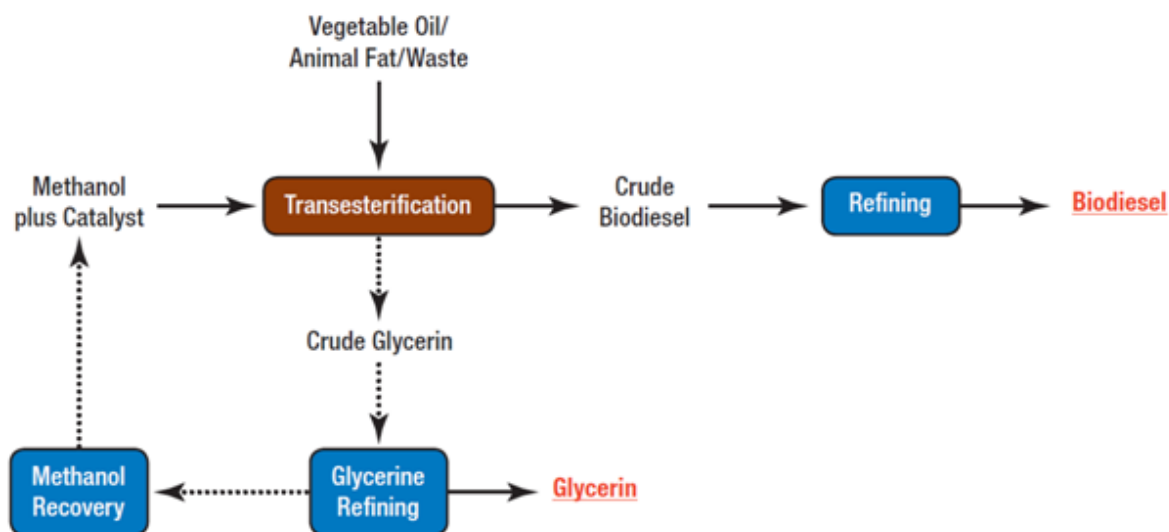 Vegetable Oil/
Animal Fat/Waste
Methanol
plus Catalyst
Transesterification
Crude
Biodiesel
Refining
Biodiesel
Crude Glycerin
Methanol
Recovery
Glycerine
Refining
Glycerin